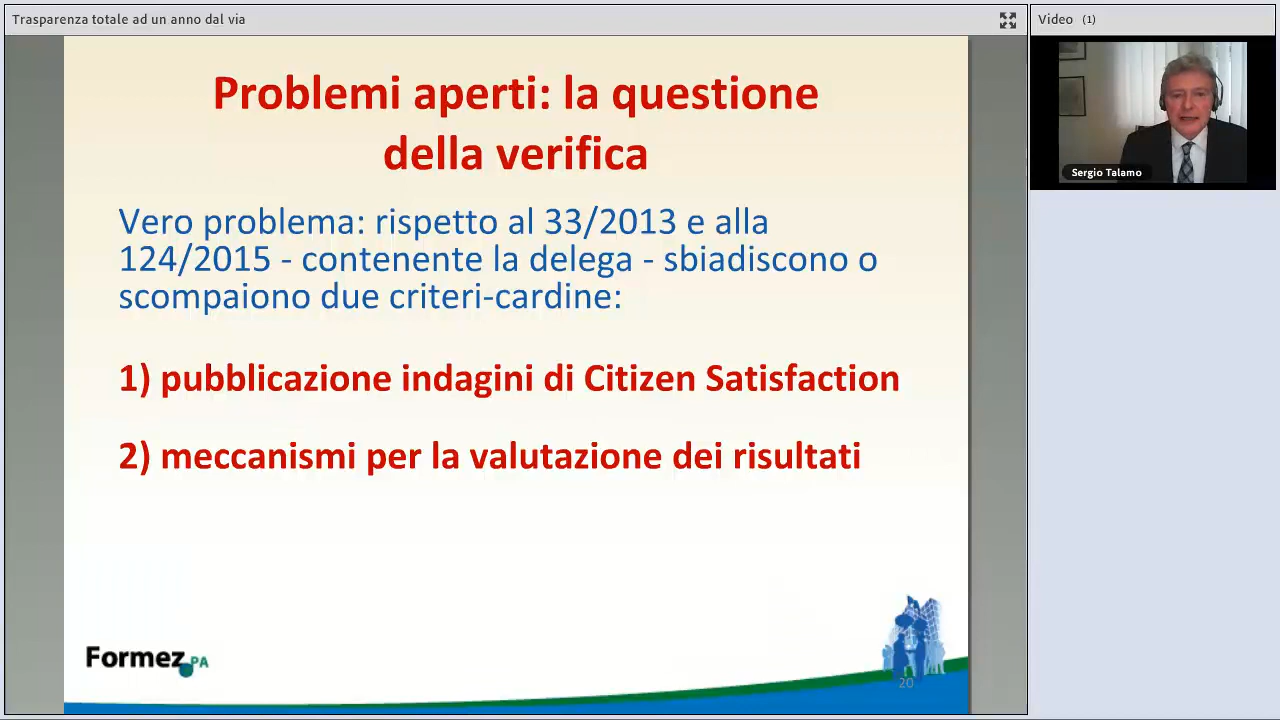 Trasparenza totale ad un anno dal via
Video (1)
Sergio Talamo
Problemi aperti: la questione
della verifica
Vero problema: rispetto al 33/2013 e alla
124/2015 - contenente la delega - sbiadiscono o
scompaiono due criteri-cardine:
1) pubblicazione indagini di Citizen Satisfaction
2) meccanismi per la valutazione dei risultati
Formez PA
20